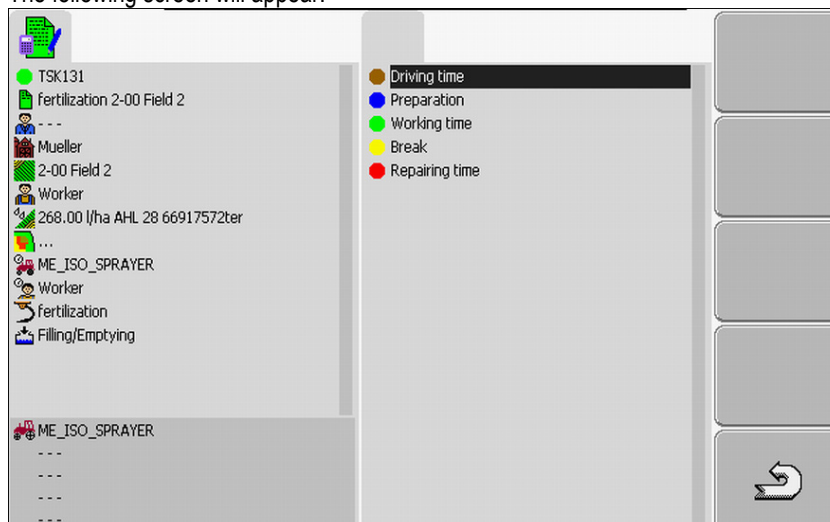 The following screen will appear:
TSK131
fertilization 2-00 Field 2
---
Mueller
2-00 Field 2
Worker
268.00 l/ha AHL 28 66917572ter
...
ME_ISO_SPRAYER
Worker
fertilization
Filling/Emptying
ME_ISO_SPRAYER
---
---
---
---
Driving time
Preparation
Working time
Break
Repairing time